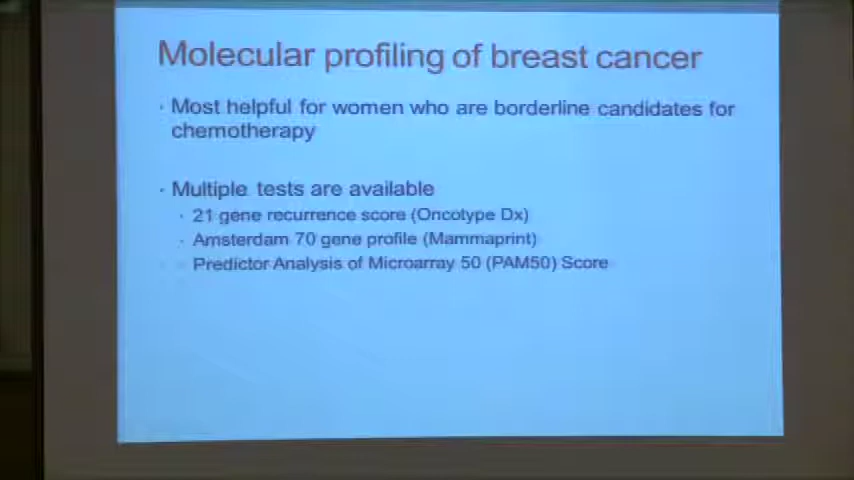 Molecular profiling of breast cancer
· Most helpful for women who are borderline candidates for
chemotherapy
· Multiple tests are available
· 21 gene recurrence score (Oncotype Dx)
· Amsterdam 70 gene profile (Mammaprint)
· Predictor Analysis of Microarray 50 (PAM50) Score